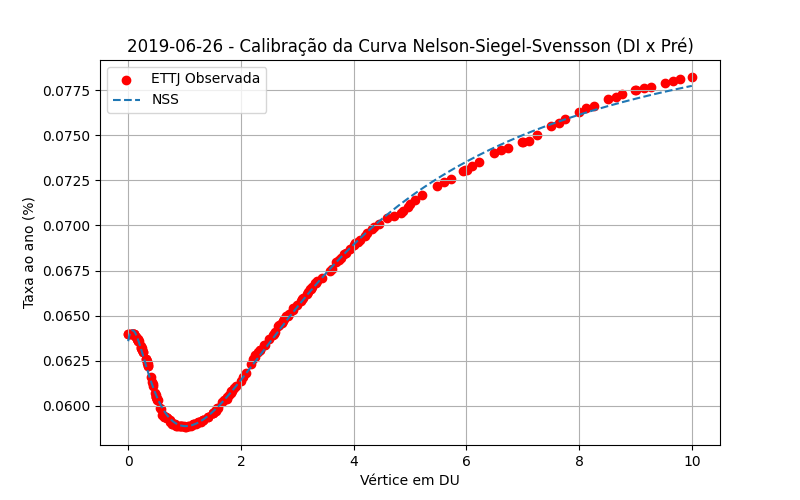 2019-06-26 - Calibração da Curva Nelson-Siegel-Svensson (DI x Pré)
ETTJ Observada
NSS
Taxa ao ano (%)
0.0775
0.0750
0.0725
0.0700
0.0675
0.0650
0.0625
0.0600
0 2 4 6 8 10
Vértice em DU